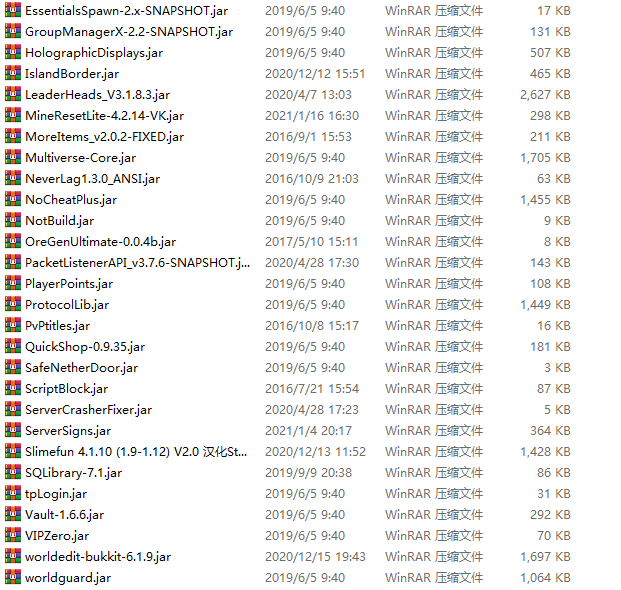 EssentialsSpawn-2.x-SNAPSHOT.jar 2019/6/5 9:40 WinRAR 压缩文件 17 KB
GroupManagerX-2.2-SNAPSHOT.jar 2019/6/5 9:40 WinRAR 压缩文件 131 KB
HolographicDisplays.jar 2019/6/5 9:40 WinRAR 压缩文件 507 KB
IslandBorder.jar 2020/12/12 15:51 WinRAR 压缩文件 465 KB
LeaderHeads_V3.1.8.3.jar 2020/4/7 13:03 WinRAR 压缩文件 2,627 KB
MineResetLite-4.2.14-VK.jar 2021/1/16 16:30 WinRAR 压缩文件 298 KB
MoreItems_v2.0.2-FIXED.jar 2016/9/1 15:53 WinRAR 压缩文件 211 KB
Multiverse-Core.jar 2019/6/5 9:40 WinRAR 压缩文件 1,705 KB
NeverLag1.3.0_ANSI.jar 2016/10/9 21:03 WinRAR 压缩文件 63 KB
NoCheatPlus.jar 2019/6/5 9:40 WinRAR 压缩文件 1,455 KB
NotBuild.jar 2019/6/5 9:40 WinRAR 压缩文件 9 KB
OreGenUltimate-0.0.4b.jar 2017/5/10 15:11 WinRAR 压缩文件 8 KB
PacketListenerAPI_v3.7.6-SNAPSHOT.j... 2020/4/28 17:30 WinRAR 压缩文件 143 KB
PlayerPoints.jar 2019/6/5 9:40 WinRAR 压缩文件 108 KB
ProtocolLib.jar 2019/6/5 9:40 WinRAR 压缩文件 1,449 KB
PvPtitles.jar 2016/10/8 15:17 WinRAR 压缩文件 16 KB
QuickShop-0.9.35.jar 2019/6/5 9:40 WinRAR 压缩文件 181 KB
SafeNetherDoor.jar 2019/6/5 9:40 WinRAR 压缩文件 3 KB
ScriptBlock.jar 2016/7/21 15:54 WinRAR 压缩文件 87 KB
ServerCrasherFixer.jar 2020/4/28 17:23 WinRAR 压缩文件 5 KB
ServerSigns.jar 2021/1/4 20:17 WinRAR 压缩文件 364 KB
Slimefun 4.1.10 (1.9-1.12) V2.0 汉化St... 2020/12/13 11:52 WinRAR 压缩文件 1,428 KB
SQLibrary-7.1.jar 2019/9/9 20:38 WinRAR 压缩文件 86 KB
tpLogin.jar 2019/6/5 9:40 WinRAR 压缩文件 31 KB
Vault-1.6.6.jar 2019/6/5 9:40 WinRAR 压缩文件 292 KB
VIPZero.jar 2019/6/5 9:40 WinRAR 压缩文件 70 KB
worldedit-bukkit-6.1.9.jar 2020/12/15 19:43 WinRAR 压缩文件 1,697 KB
worldguard.jar 2019/6/5 9:40 WinRAR 压缩文件 1,064 KB